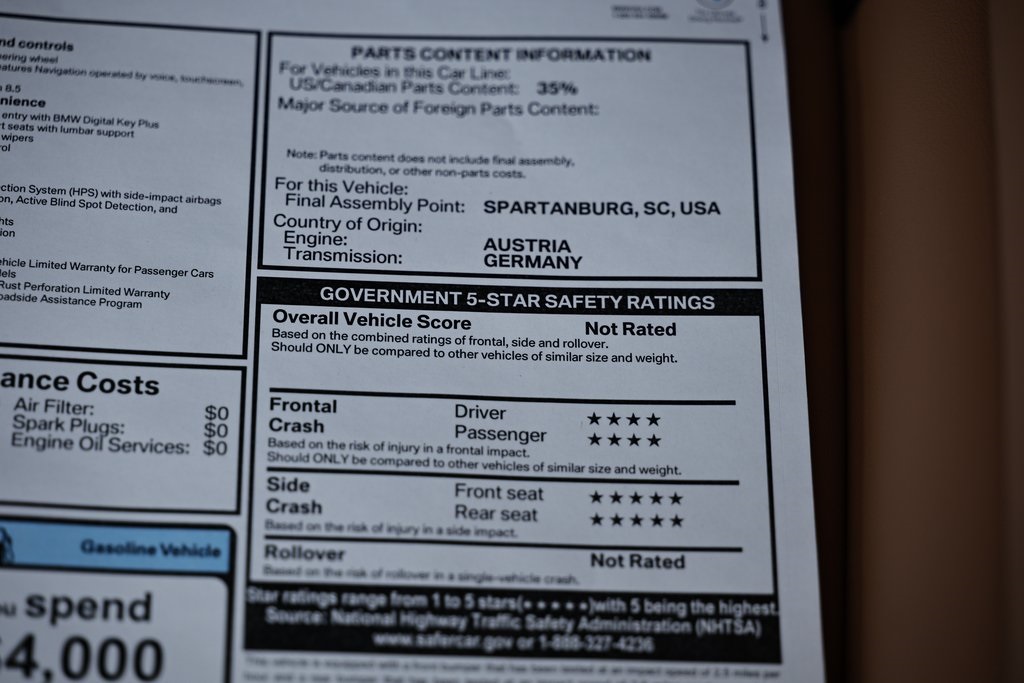 nd controls
ering wheel
eatures Navigation operated by voice, touchscreen,
8.5
nience
entry with BMW Digital Key Plus
t seats with lumbar support
wipers
rol
ction System (HPS) with side-impact airbags
on, Active Blind Spot Detection, and
hts
ion
ehicle Limited Warranty for Passenger Cars
els
Rust Perforation Limited Warranty
oadside Assistance Program
ance Costs
Air Filter: $0
Spark Plugs: $0
Engine Oil Services: $0
Gasoline Vehicle
spend
4,000
PARTS CONTENT INFORMATION
For Vehicles in this Car Line:
US/Canadian Parts Content: 35%
Major Source of Foreign Parts Content:
Note: Parts content does not include final assembly,
distribution, or other non-parts costs.
For this Vehicle:
Final Assembly Point: SPARTANBURG, SC, USA
Country of Origin:
Engine: AUSTRIA
Transmission: GERMANY
GOVERNMENT 5-STAR SAFETY RATINGS
Overall Vehicle Score Not Rated
Based on the combined ratings of frontal, side and rollover.
Should ONLY be compared to other vehicles of similar size and weight.
Frontal Driver ★★★★
Crash Passenger ★★★★
Based on the risk of injury in a frontal impact.
Should ONLY be compared to other vehicles of similar size and weight.
Side Front seat ★★★★★
Crash Rear seat ★★★★★
Based on the risk of injury in a side impact.
Rollover Not Rated
Based on the risk of rollover in a single-vehicle crash.
Star ratings range from 1 to 5 stars(★★★★★)with 5 being the highest.
Source: National Highway Traffic Safety Administration (NHTSA)
www.safercar.gov or 1-888-327-4236